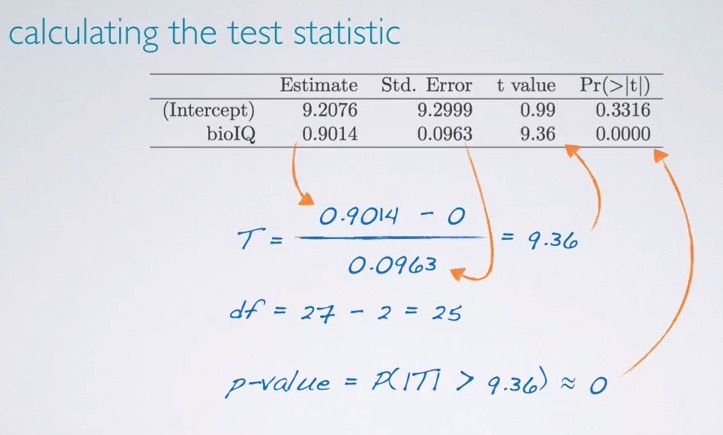 calculating the test statistic
Estimate Std. Error t value Pr(>|t|)
(Intercept) 9.2076 9.2999 0.99 0.3316
bioIQ 0.9014 0.0963 9.36 0.0000
0.9014 - 0
T = = 9.36
0.0963
df = 27 - 2 = 25
p-value = P(|T| > 9.36) ≈ 0